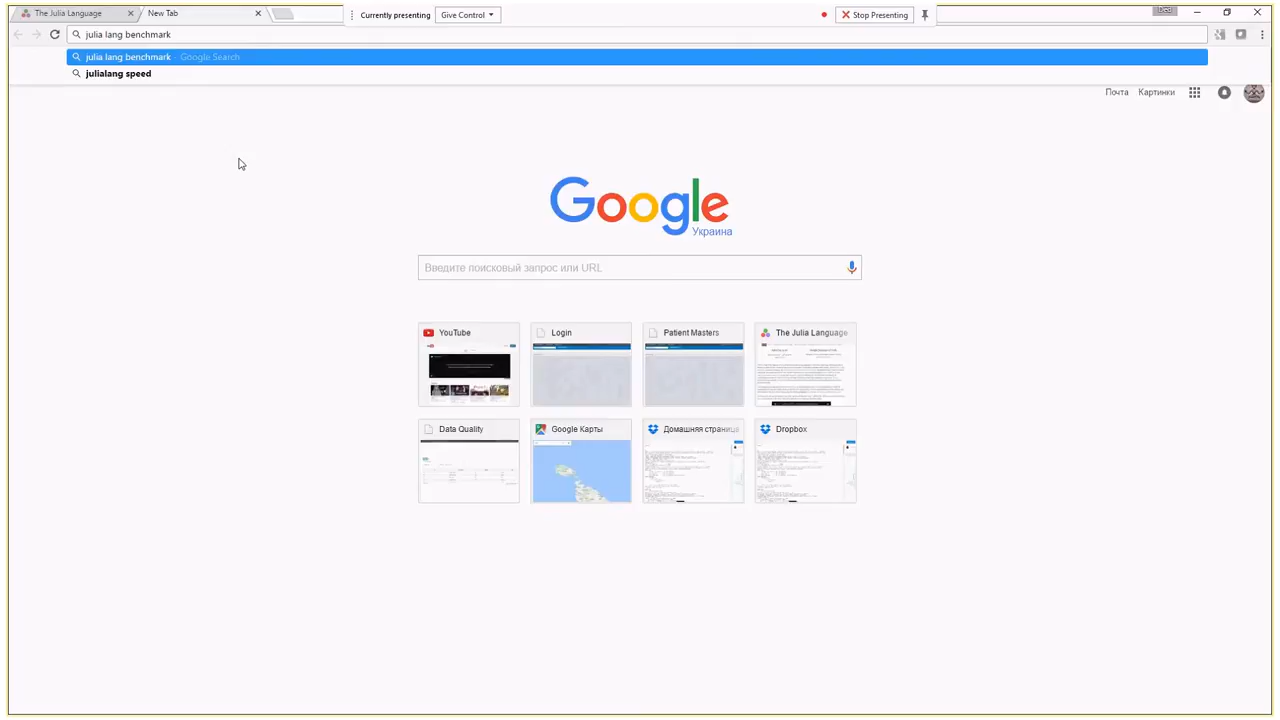 The Julia Language
New Tab
Currently presenting
Give Control
Stop Presenting
julia lang benchmark
julia lang benchmark - Google Search
julialang speed
Почта
Картинки
Google
Украина
Введите поисковый запрос или URL
YouTube
Login
Patient Masters
The Julia Language
Data Quality
Google Карты
Домашняя страница
Dropbox